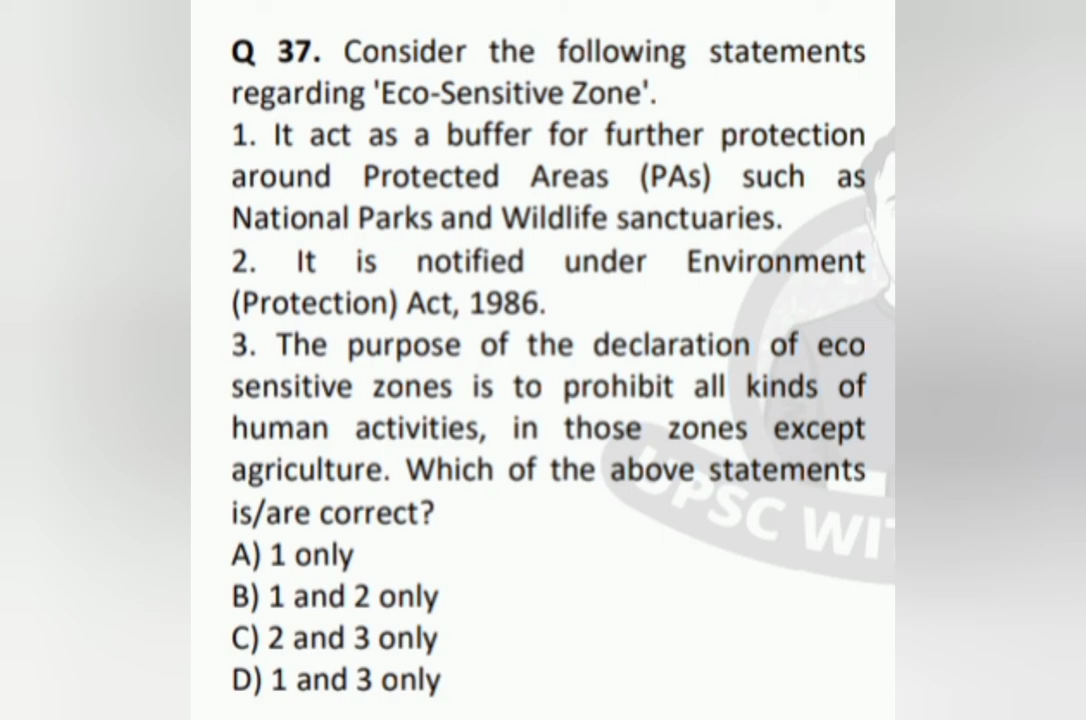 Q 37. Consider the following statements
regarding 'Eco-Sensitive Zone'.
1. It act as a buffer for further protection
around Protected Areas (PAs) such as
National Parks and Wildlife sanctuaries.
2. It is notified under Environment
(Protection) Act, 1986.
3. The purpose of the declaration of eco
sensitive zones is to prohibit all kinds of
human activities, in those zones except
agriculture. Which of the above statements
is/are correct?
A) 1 only
B) 1 and 2 only
C) 2 and 3 only
D) 1 and 3 only
UPSC WIT